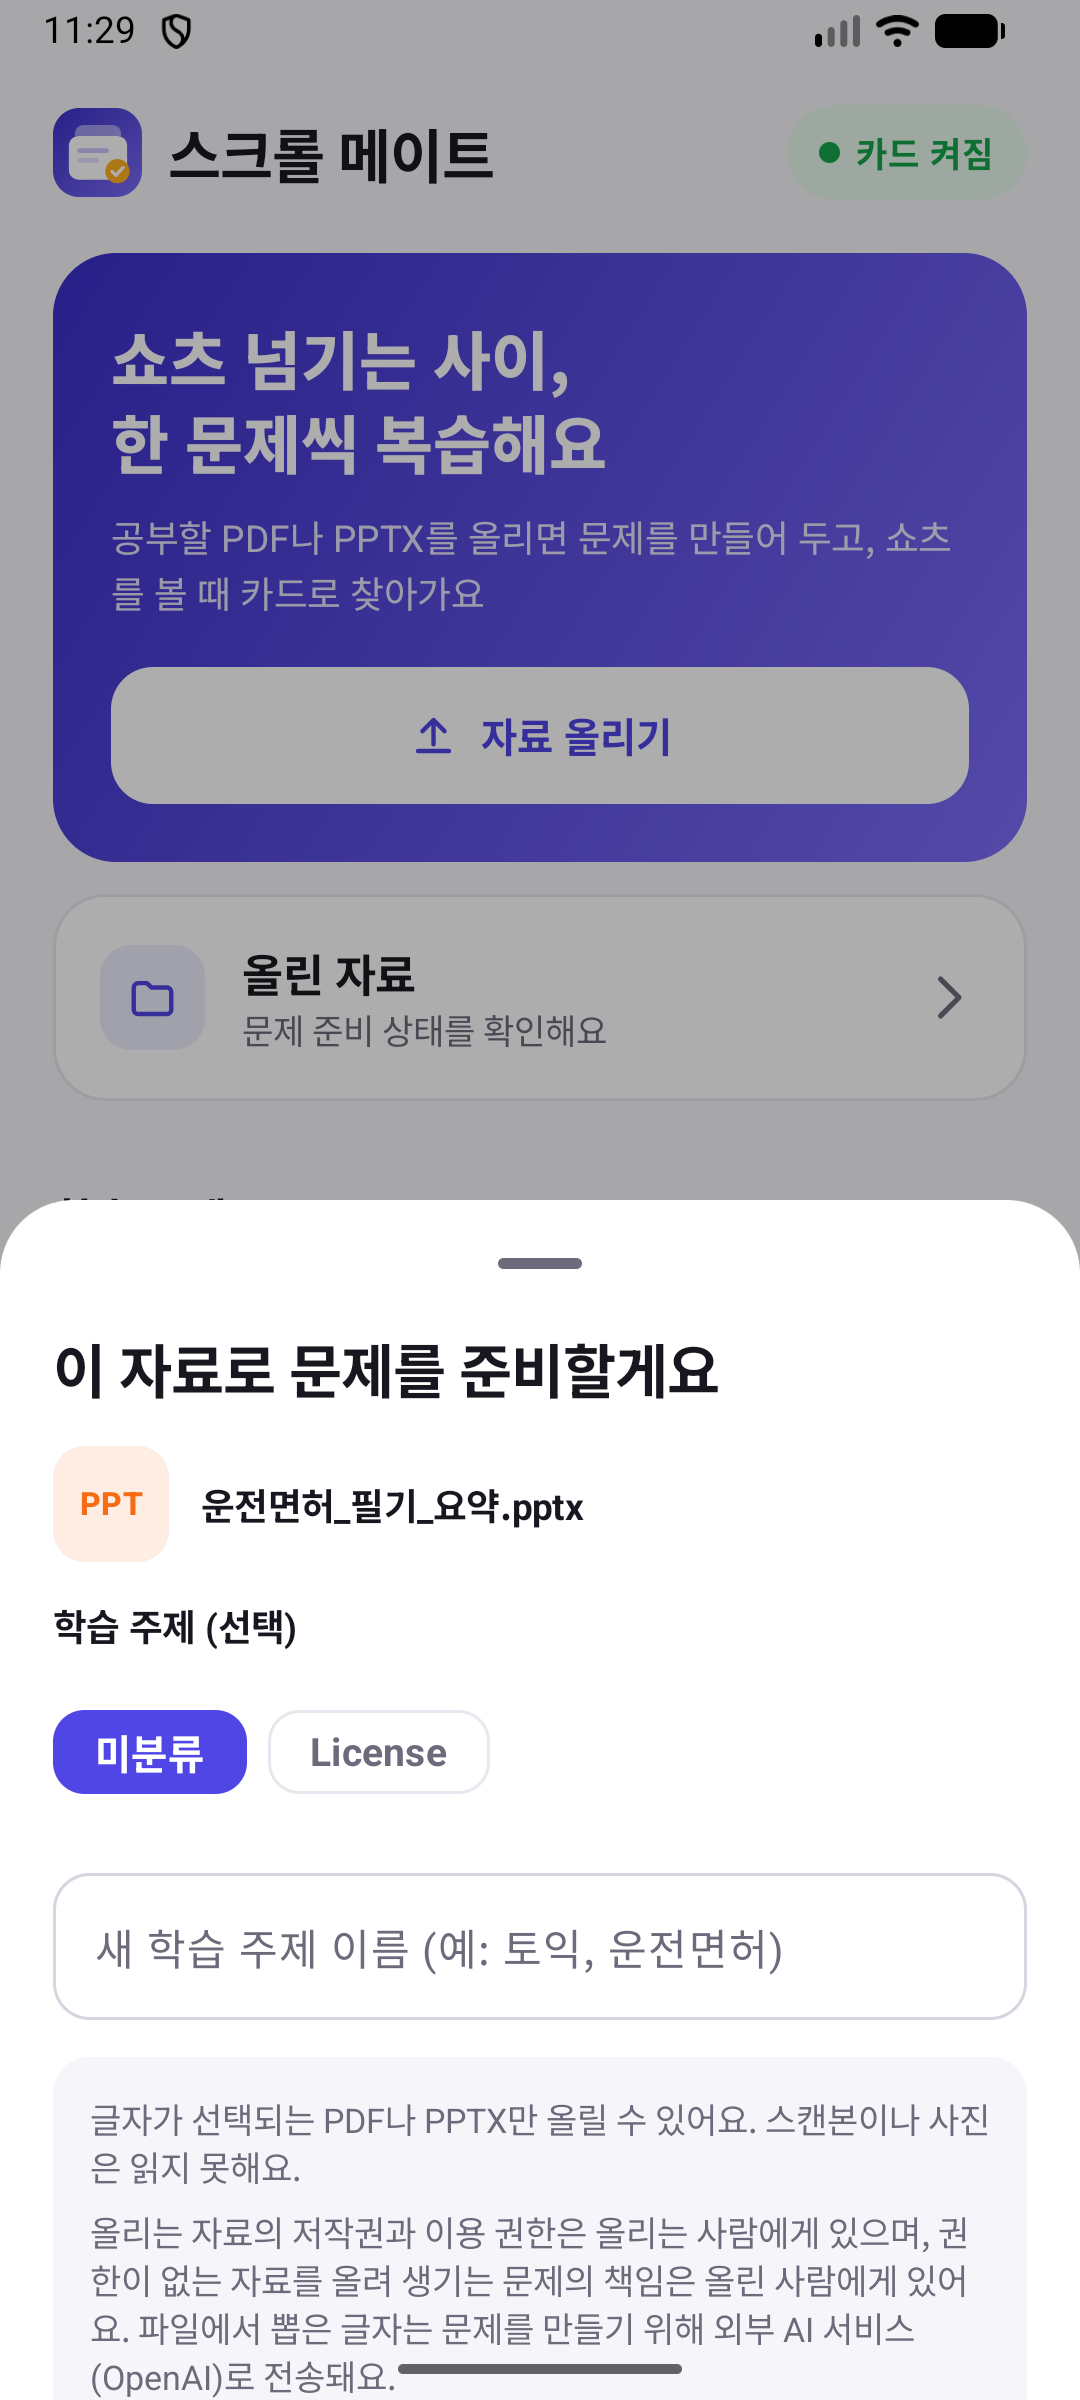 11:29
스크롤 메이트
카드 켜짐
쇼츠 넘기는 사이,
한 문제씩 복습해요
공부할 PDF나 PPTX를 올리면 문제를 만들어 두고, 쇼츠
를 볼 때 카드로 찾아가요
자료 올리기
올린 자료
문제 준비 상태를 확인해요
이 자료로 문제를 준비할게요
PPT
운전면허_필기_요약.pptx
학습 주제 (선택)
미분류
License
새 학습 주제 이름 (예: 토익, 운전면허)
글자가 선택되는 PDF나 PPTX만 올릴 수 있어요. 스캔본이나 사진
은 읽지 못해요.
올리는 자료의 저작권과 이용 권한은 올리는 사람에게 있으며, 권
한이 없는 자료를 올려 생기는 문제의 책임은 올린 사람에게 있어
요. 파일에서 뽑은 글자는 문제를 만들기 위해 외부 AI 서비스
(OpenAI)로 전송돼요.